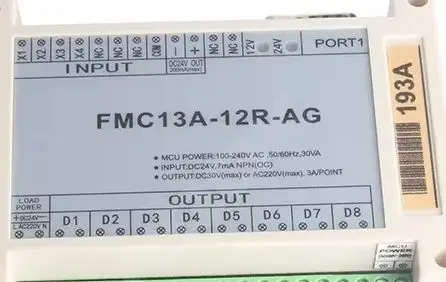 X1 X2 X3 X4 NC NC NC NC COM − + NC NC 12V 24V PORT1
DC24V OUT
200mA(max)
INPUT
193A
FMC13A-12R-AG
• MCU POWER:100-240V AC ,50/60Hz,30VA
• INPUT:DC24V,7mA NPN(OC)
• OUTPUT:DC30V(max) or AC220V(max), 3A/POINT
OUTPUT
LOAD
POWER
+DC24V−
D1 D2 D3 D4 D5 D6 D7 D8
L AC220V N
MCU
POWER